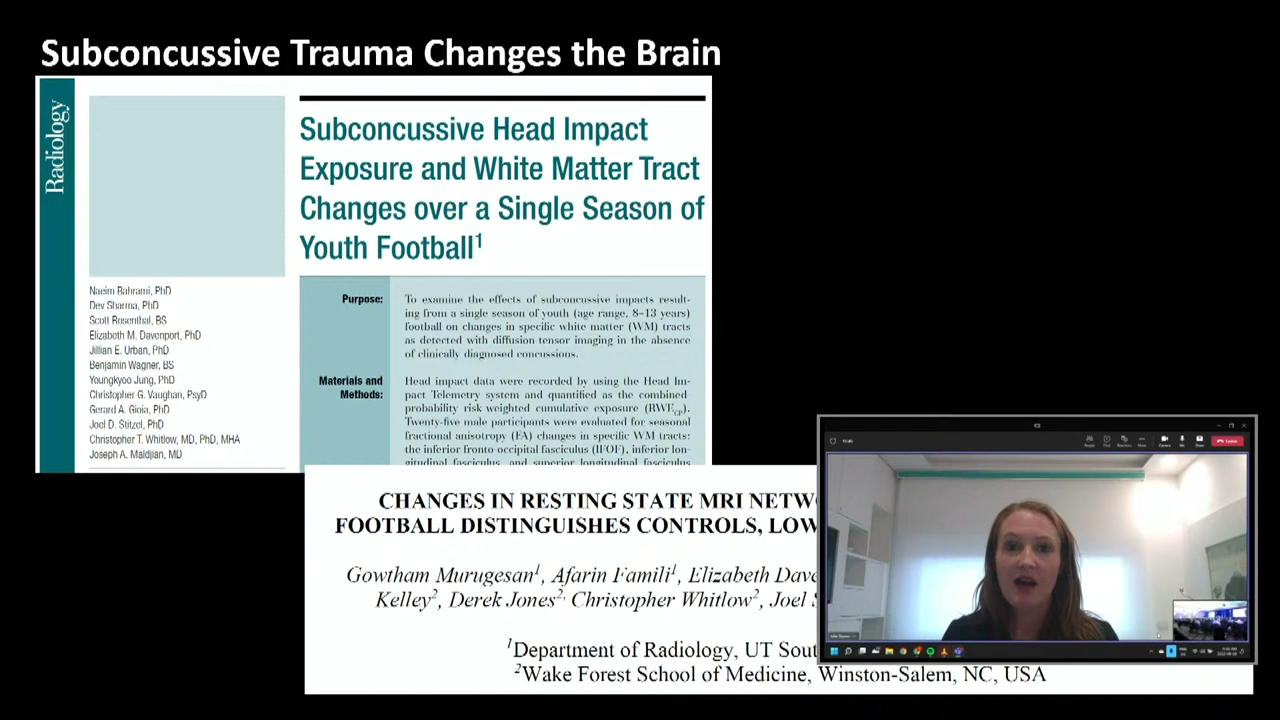 Subconcussive Trauma Changes the Brain
Radiology
Subconcussive Head Impact
Exposure and White Matter Tract
Changes over a Single Season of
Youth Football1
Naeim Bahrami, PhD
Dev Sharma, PhD
Scott Rosenthal, BS
Elizabeth M. Davenport, PhD
Jillian E. Urban, PhD
Benjamin Wagner, BS
Youngkyoo Jung, PhD
Christopher G. Vaughan, PsyD
Gerard A. Gioia, PhD
Joel D. Stitzel, PhD
Christopher T. Whitlow, MD, PhD, MHA
Joseph A. Maldjian, MD
Purpose:
To examine the effects of subconcussive impacts result-
ing from a single season of youth (age range, 8–13 years)
football on changes in specific white matter (WM) tracts
as detected with diffusion tensor imaging in the absence
of clinically diagnosed concussions.
Materials and
Methods:
Head impact data were recorded by using the Head Im-
pact Telemetry system and quantified as the combined-
probability risk-weighted cumulative exposure (RWECP).
Twenty-five male participants were evaluated for seasonal
fractional anisotropy (FA) changes in specific WM tracts:
the inferior fronto-occipital fasciculus (IFOF), inferior lon-
gitudinal fasciculus, and superior longitudinal fasciculus
CHANGES IN RESTING STATE MRI NETW
FOOTBALL DISTINGUISHES CONTROLS, LOW
Gowtham Murugesan1, Afarin Famili1, Elizabeth Dave
Kelley2, Derek Jones2, Christopher Whitlow2, Joel S
1Department of Radiology, UT Sout
2Wake Forest School of Medicine, Winston-Salem, NC, USA